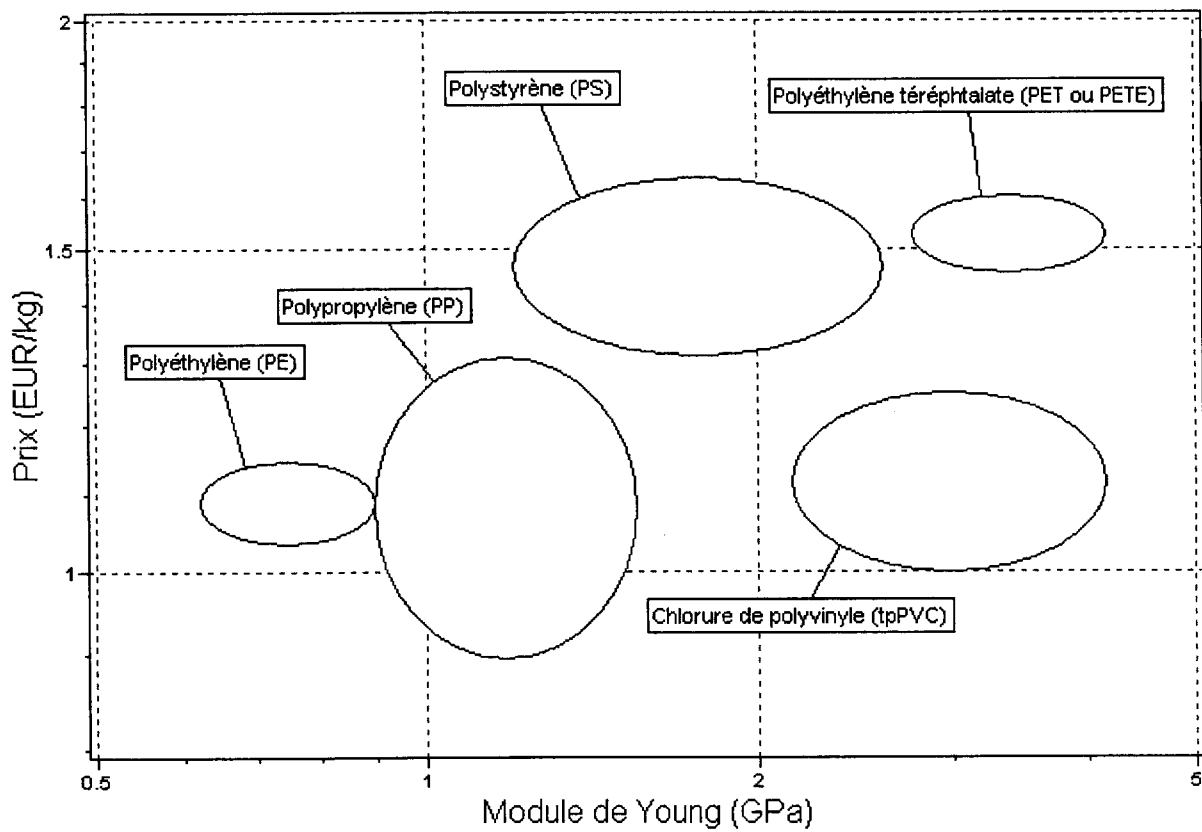 2
Polystyrène (PS)
Polyéthylène téréphtalate (PET ou PETE)
1.5
Polypropylène (PP)
Polyéthylène (PE)
Prix (EUR/kg)
1
Chlorure de polyvinyle (tpPVC)
0.5
1
2
5
Module de Young (GPa)